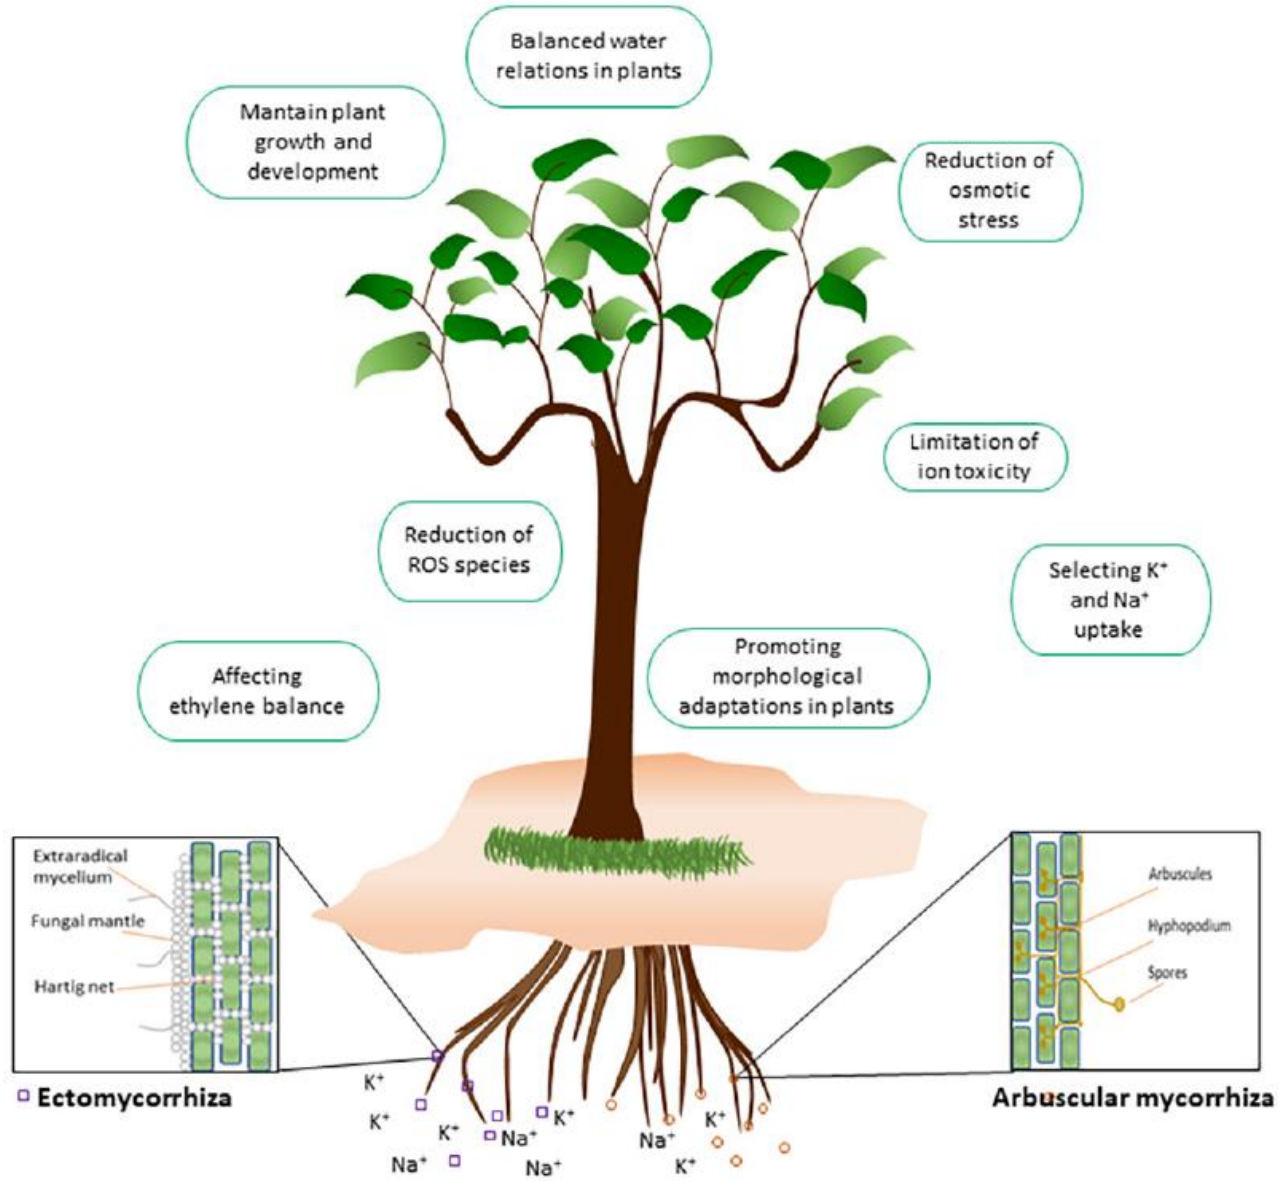 Balanced water
relations in plants
Mantain plant
growth and
development
Reduction of
osmotic
stress
Limitation of
ion toxicity
Reduction of
ROS species
Selecting K⁺
and Na⁺
uptake
Affecting
ethylene balance
Promoting
morphological
adaptations in plants
Extraradical
mycelium
Fungal mantle
Hartig net
Arbuscules
Hyphopodium
Spores
Ectomycorrhiza
Arbuscular mycorrhiza
K⁺
K⁺
K⁺
K⁺
Na⁺
Na⁺
Na⁺
Na⁺
K⁺
K⁺